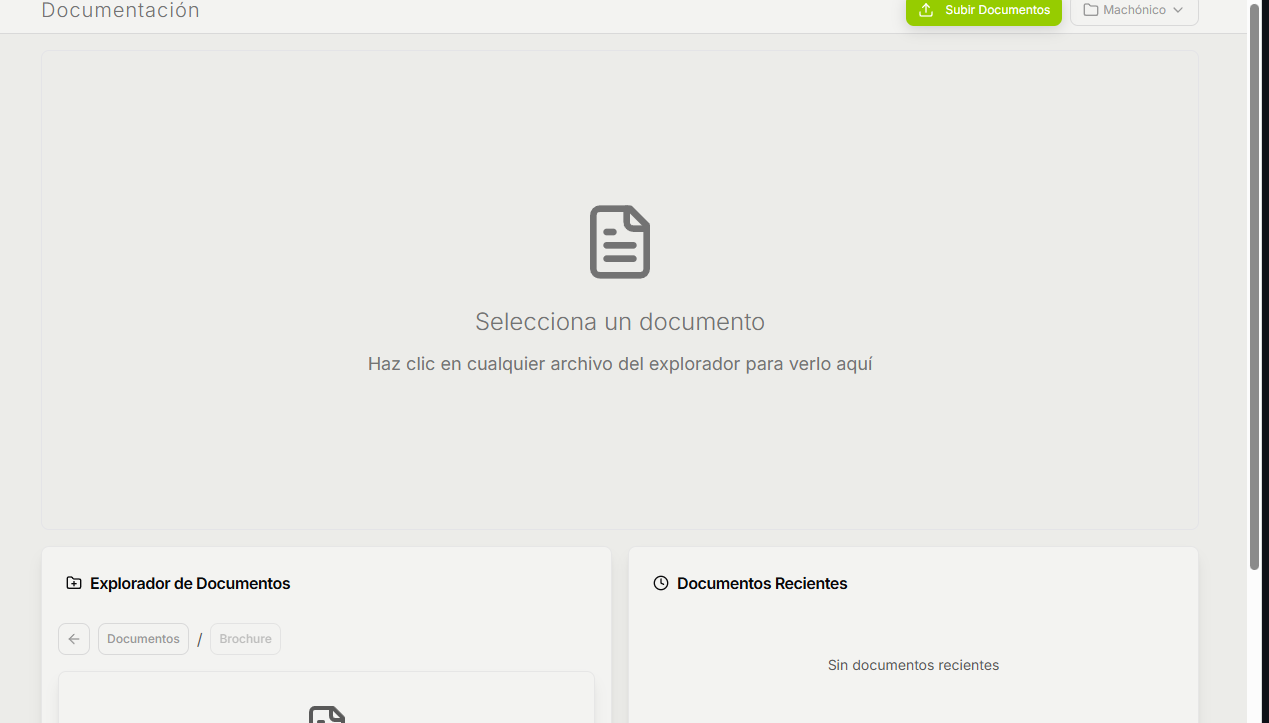 Documentación
Subir Documentos
Machónico
Selecciona un documento
Haz clic en cualquier archivo del explorador para verlo aquí
Explorador de Documentos
Documentos / Brochure
Documentos Recientes
Sin documentos recientes